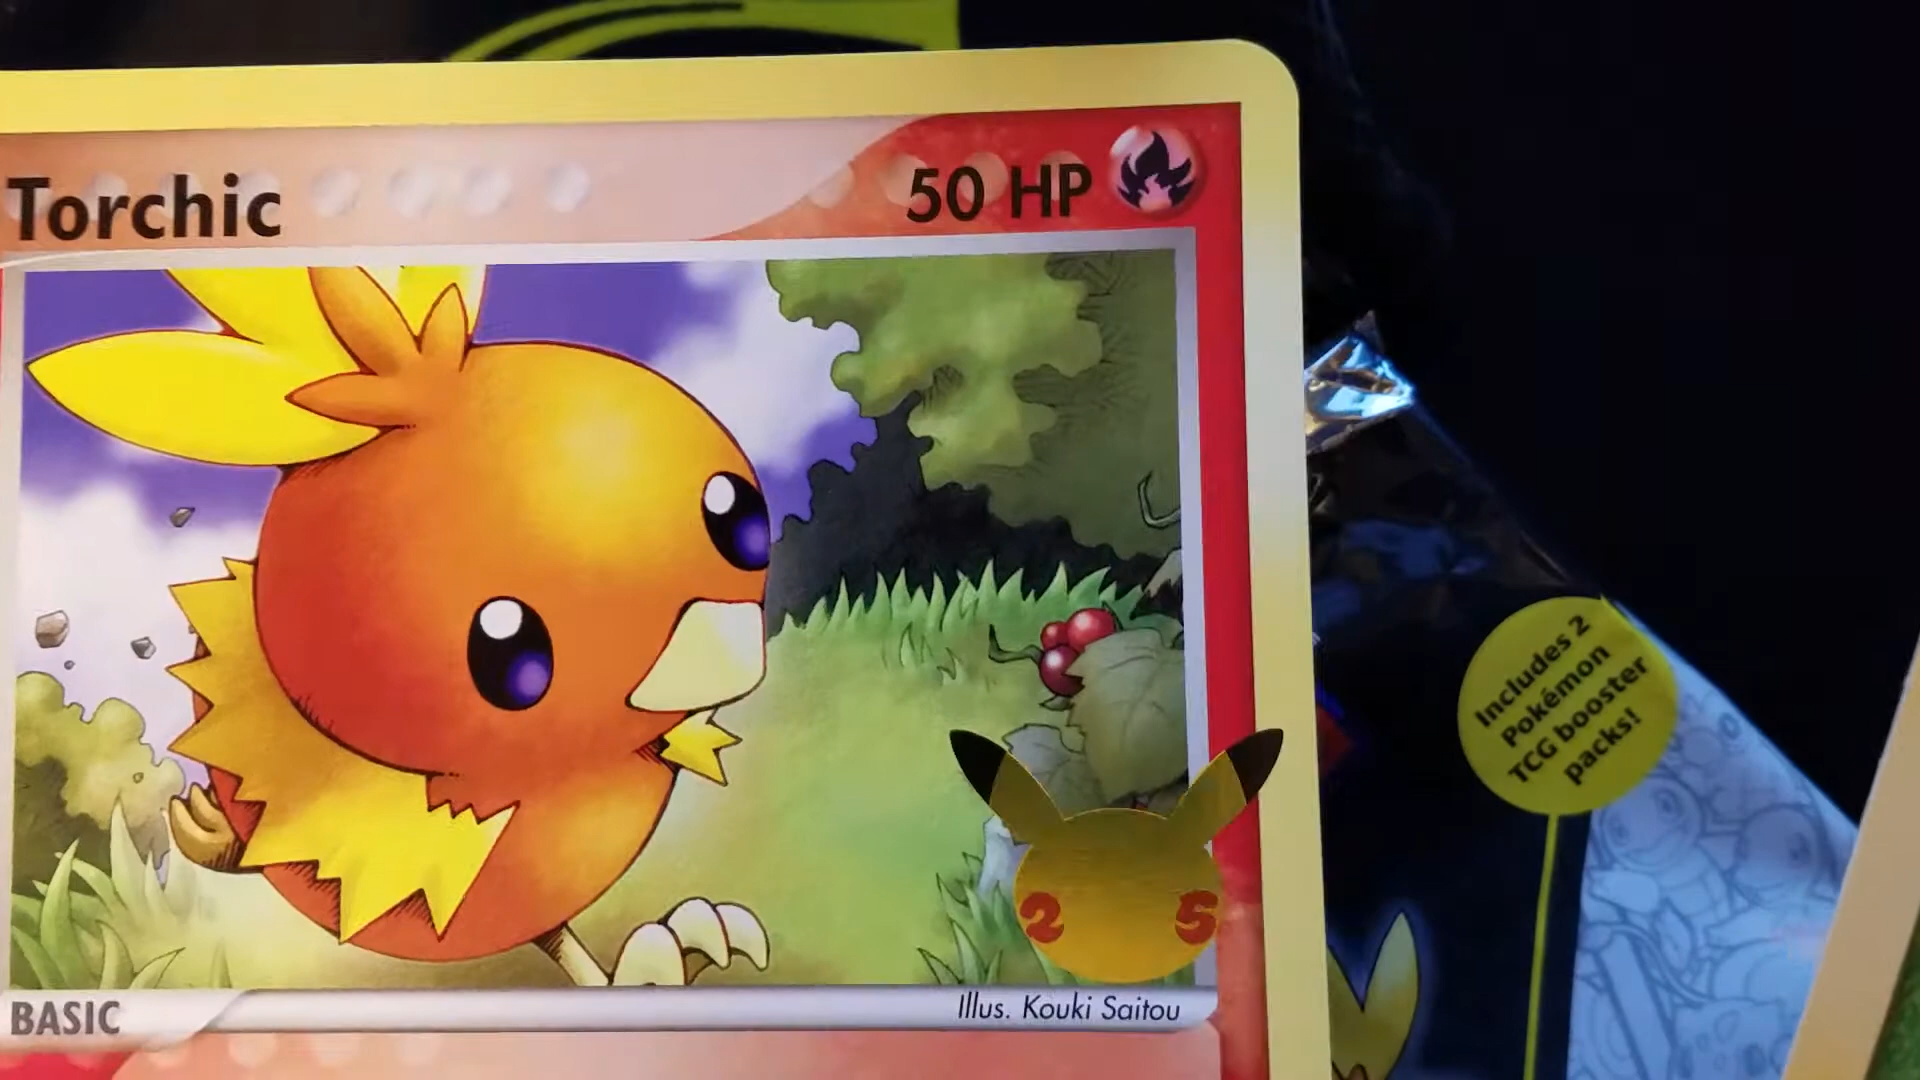 Torchic
50 HP
2 5
BASIC
Illus. Kouki Saitou
Includes 2
Pokémon
TCG booster
packs!